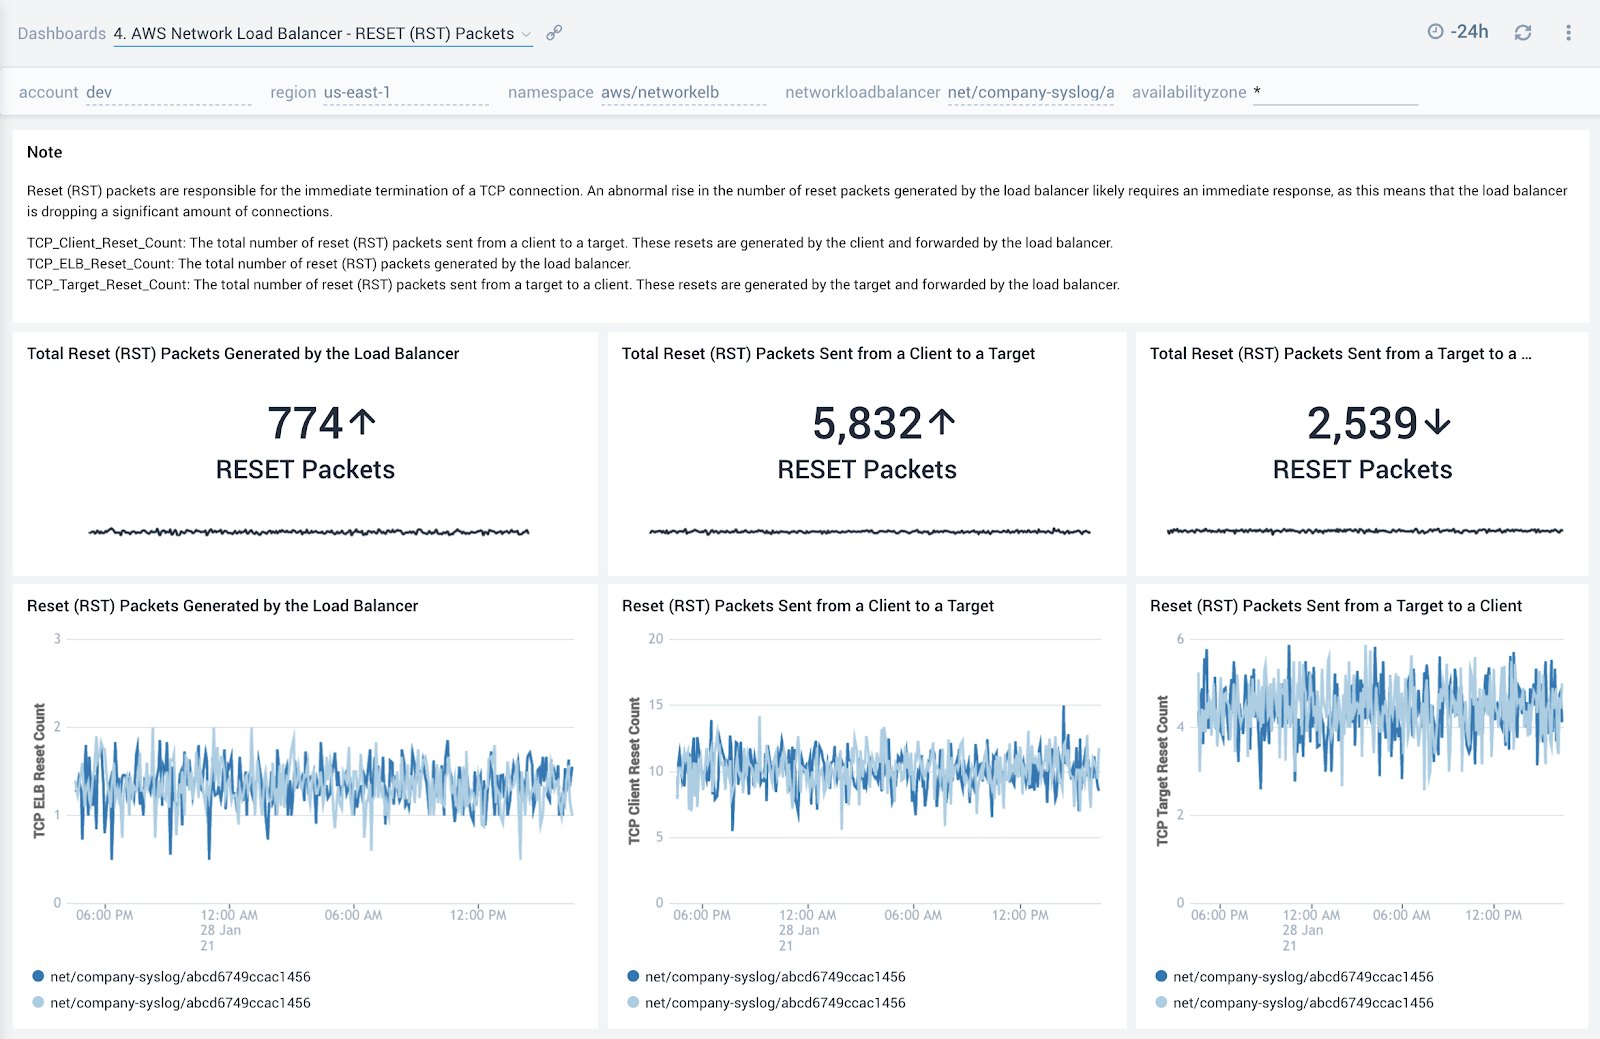 Dashboards 4. AWS Network Load Balancer - RESET (RST) Packets
-24h
account dev region us-east-1 namespace aws/networkelb networkloadbalancer net/company-syslog/a availabilityzone *
Note
Reset (RST) packets are responsible for the immediate termination of a TCP connection. An abnormal rise in the number of reset packets generated by the load balancer likely requires an immediate response, as this means that the load balancer
is dropping a significant amount of connections.
TCP_Client_Reset_Count: The total number of reset (RST) packets sent from a client to a target. These resets are generated by the client and forwarded by the load balancer.
TCP_ELB_Reset_Count: The total number of reset (RST) packets generated by the load balancer.
TCP_Target_Reset_Count: The total number of reset (RST) packets sent from a target to a client. These resets are generated by the target and forwarded by the load balancer.
Total Reset (RST) Packets Generated by the Load Balancer
774↑
RESET Packets
Total Reset (RST) Packets Sent from a Client to a Target
5,832↑
RESET Packets
Total Reset (RST) Packets Sent from a Target to a ...
2,539↓
RESET Packets
Reset (RST) Packets Generated by the Load Balancer
TCP ELB Reset Count
3
2
1
0
06:00 PM 12:00 AM 06:00 AM 12:00 PM
28 Jan
21
net/company-syslog/abcd6749ccac1456
net/company-syslog/abcd6749ccac1456
Reset (RST) Packets Sent from a Client to a Target
TCP Client Reset Count
20
15
10
5
0
06:00 PM 12:00 AM 06:00 AM 12:00 PM
28 Jan
21
net/company-syslog/abcd6749ccac1456
net/company-syslog/abcd6749ccac1456
Reset (RST) Packets Sent from a Target to a Client
TCP Target Reset Count
6
4
2
0
06:00 PM 12:00 AM 06:00 AM 12:00 PM
28 Jan
21
net/company-syslog/abcd6749ccac1456
net/company-syslog/abcd6749ccac1456